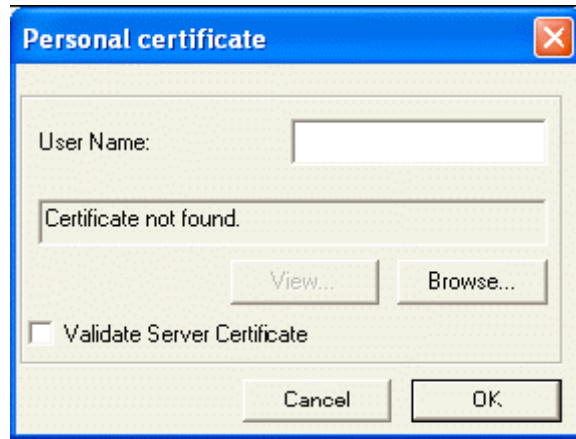 Personal certificate
User Name:
Certificate not found.
View... Browse...
Validate Server Certificate
Cancel OK